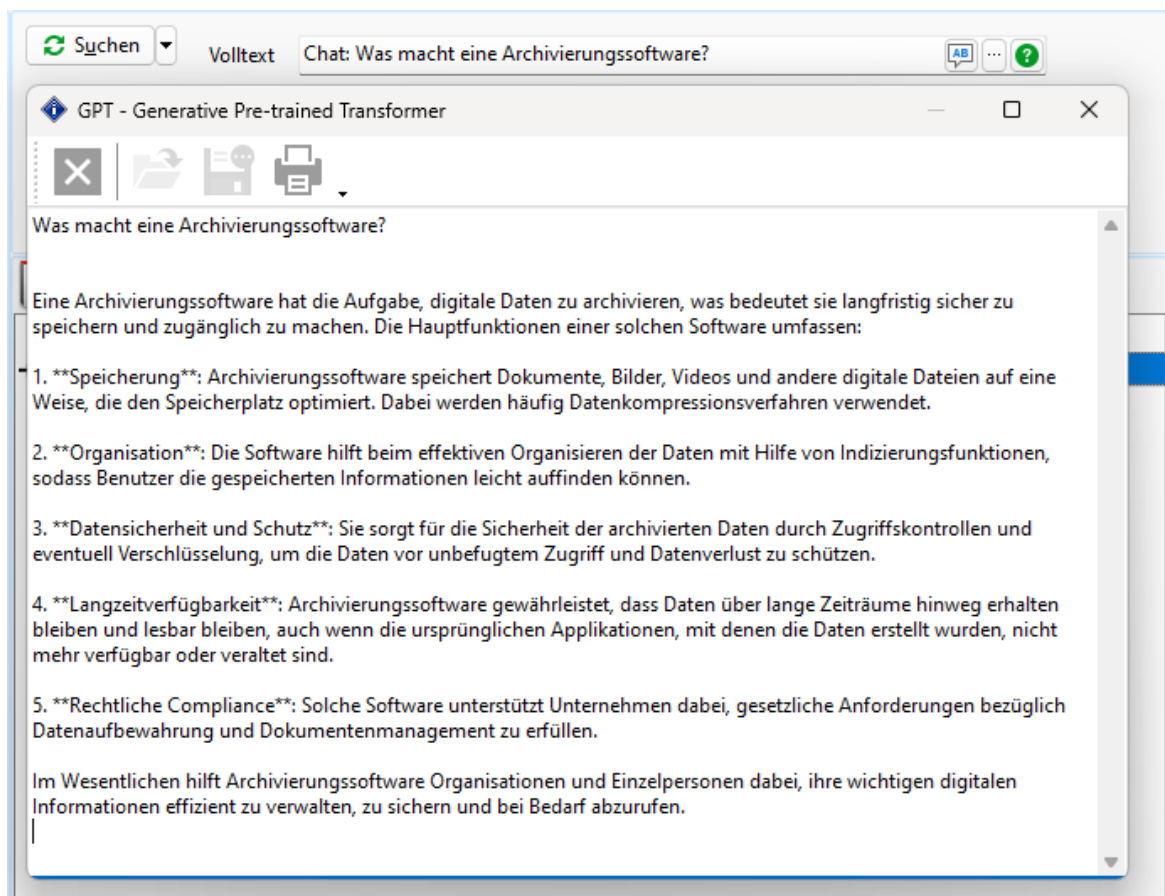 Suchen
Volltext
Chat: Was macht eine Archivierungssoftware?
AB
...
?
GPT - Generative Pre-trained Transformer
Was macht eine Archivierungssoftware?
Eine Archivierungssoftware hat die Aufgabe, digitale Daten zu archivieren, was bedeutet sie langfristig sicher zu
speichern und zugänglich zu machen. Die Hauptfunktionen einer solchen Software umfassen:
1. **Speicherung**: Archivierungssoftware speichert Dokumente, Bilder, Videos und andere digitale Dateien auf eine
Weise, die den Speicherplatz optimiert. Dabei werden häufig Datenkompressionsverfahren verwendet.
2. **Organisation**: Die Software hilft beim effektiven Organisieren der Daten mit Hilfe von Indizierungsfunktionen,
sodass Benutzer die gespeicherten Informationen leicht auffinden können.
3. **Datensicherheit und Schutz**: Sie sorgt für die Sicherheit der archivierten Daten durch Zugriffskontrollen und
eventuell Verschlüsselung, um die Daten vor unbefugtem Zugriff und Datenverlust zu schützen.
4. **Langzeitverfügbarkeit**: Archivierungssoftware gewährleistet, dass Daten über lange Zeiträume hinweg erhalten
bleiben und lesbar bleiben, auch wenn die ursprünglichen Applikationen, mit denen die Daten erstellt wurden, nicht
mehr verfügbar oder veraltet sind.
5. **Rechtliche Compliance**: Solche Software unterstützt Unternehmen dabei, gesetzliche Anforderungen bezüglich
Datenaufbewahrung und Dokumentenmanagement zu erfüllen.
Im Wesentlichen hilft Archivierungssoftware Organisationen und Einzelpersonen dabei, ihre wichtigen digitalen
Informationen effizient zu verwalten, zu sichern und bei Bedarf abzurufen.